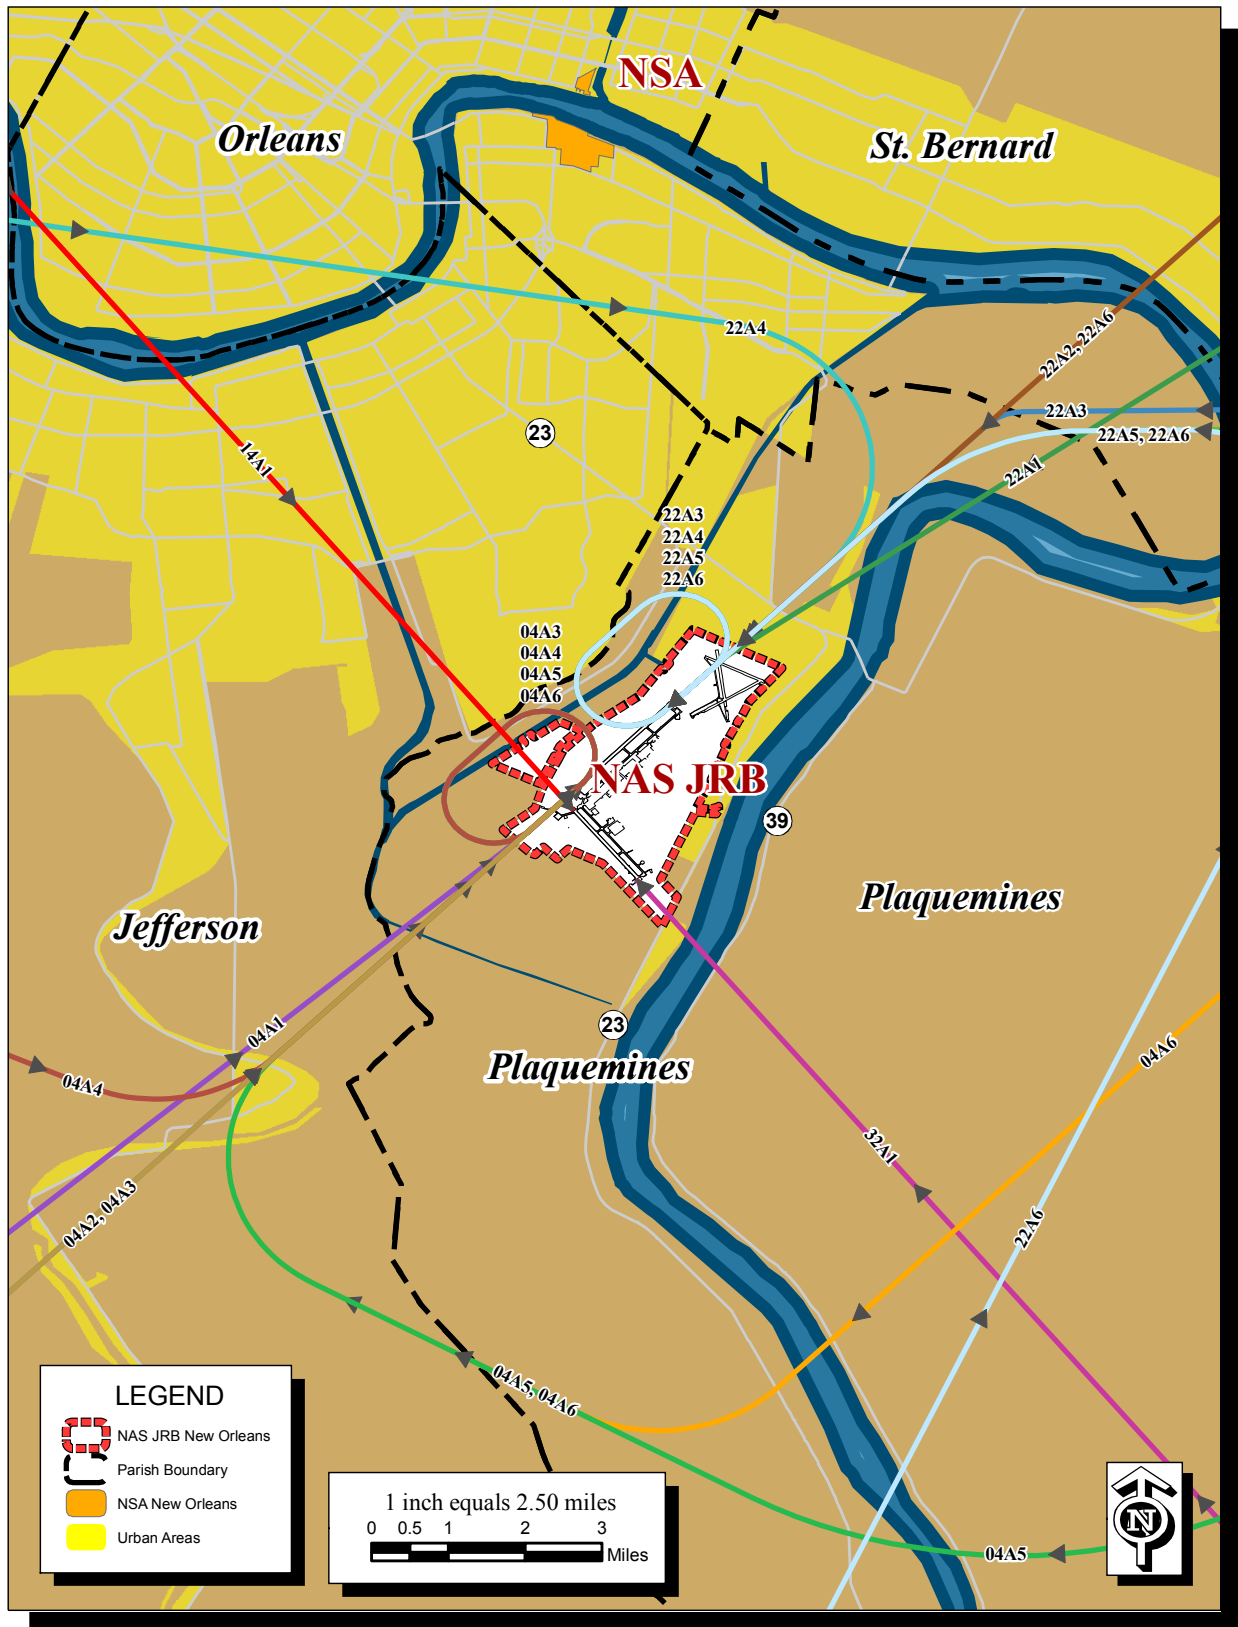 NSA
Orleans
St. Bernard
22A4
22A2, 22A6
22A3
22A5, 22A6
22A1
23
14A1
22A3
22A4
22A5
22A6
04A3
04A4
04A5
04A6
NAS JRB
39
Plaquemines
Jefferson
04A1
23
Plaquemines
04A6
04A4
32A1
04A2, 04A3
22A6
04A5, 04A6
04A5
LEGEND
NAS JRB New Orleans
Parish Boundary
NSA New Orleans
Urban Areas
1 inch equals 2.50 miles
0 0.5 1 2 3
Miles
N